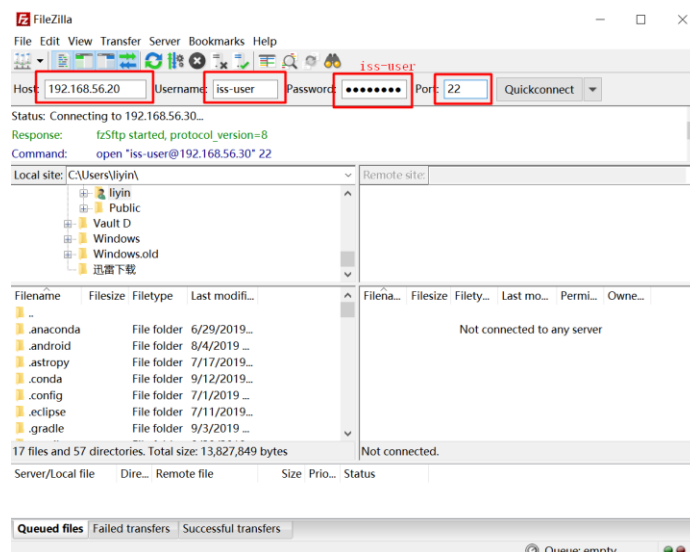 FileZilla
File Edit View Transfer Server Bookmarks Help
iss-user
Host: 192.168.56.20 Username: iss-user Password: ●●●●●●●● Port: 22 Quickconnect
Status: Connecting to 192.168.56.30...
Response: fzSftp started, protocol_version=8
Command: open "iss-user@192.168.56.30" 22
Local site: C:\Users\liyin\ Remote site:
liyin
Public
Vault D
Windows
Windows.old
迅雷下载
Filename Filesize Filetype Last modifi... Filena... Filesize Filety... Last mo... Permi... Owne...
..
Not connected to any server
.anaconda File folder 6/29/2019...
.android File folder 8/4/2019 ...
.astropy File folder 7/17/2019...
.conda File folder 9/12/2019...
.config File folder 7/1/2019 ...
.eclipse File folder 7/11/2019...
.gradle File folder 9/3/2019 ...
17 files and 57 directories. Total size: 13,827,849 bytes Not connected.
Server/Local file Dire... Remote file Size Prio... Status
Queued files Failed transfers Successful transfers
Queue: empty